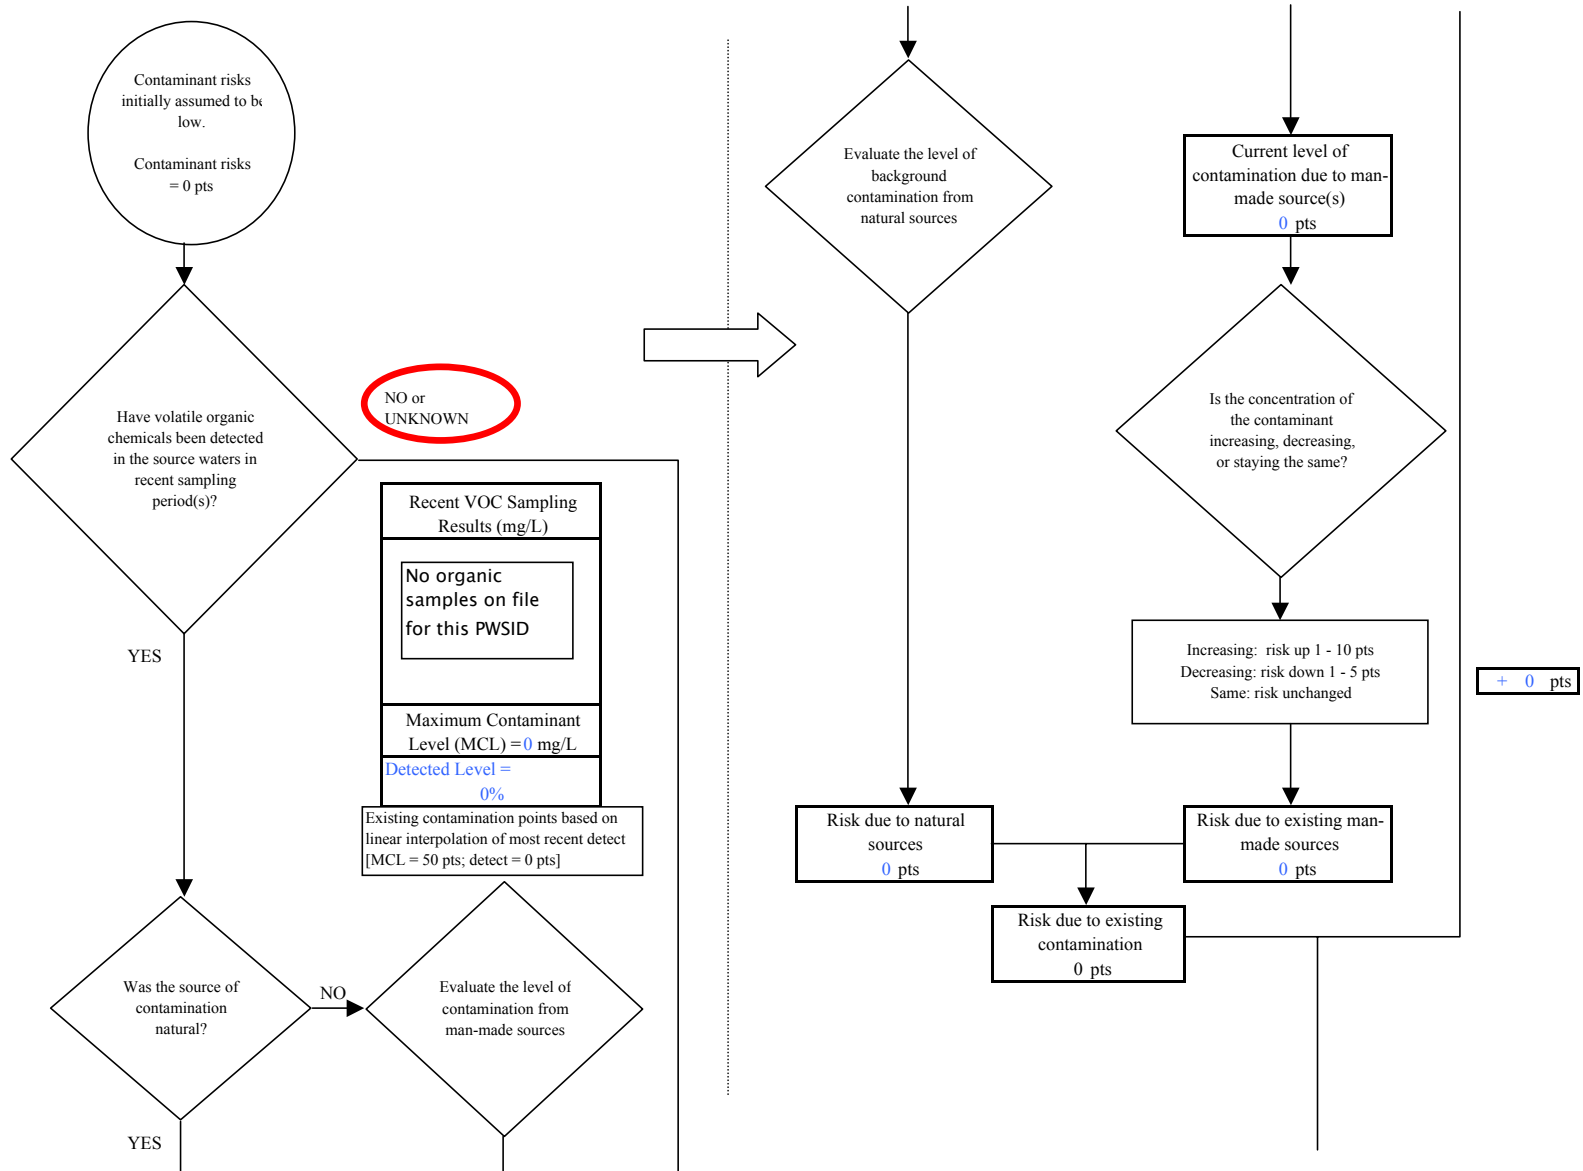 Contaminant risks
initially assumed to be
low.
Contaminant risks
= 0 pts
Have volatile organic
chemicals been detected
in the source waters in
recent sampling
period(s)?
NO or
UNKNOWN
YES
Recent VOC Sampling
Results (mg/L)
No organic
samples on file
for this PWSID
Maximum Contaminant
Level (MCL) = 0 mg/L
Detected Level =
0%
Existing contamination points based on
linear interpolation of most recent detect
[MCL = 50 pts; detect = 0 pts]
Was the source of
contamination
natural?
NO
Evaluate the level of
contamination from
man-made sources
YES
Evaluate the level of
background
contamination from
natural sources
Current level of
contamination due to man-
made source(s)
0 pts
Is the concentration of
the contaminant
increasing, decreasing,
or staying the same?
Increasing: risk up 1 - 10 pts
Decreasing: risk down 1 - 5 pts
Same: risk unchanged
+ 0 pts
Risk due to natural
sources
0 pts
Risk due to existing man-
made sources
0 pts
Risk due to existing
contamination
0 pts